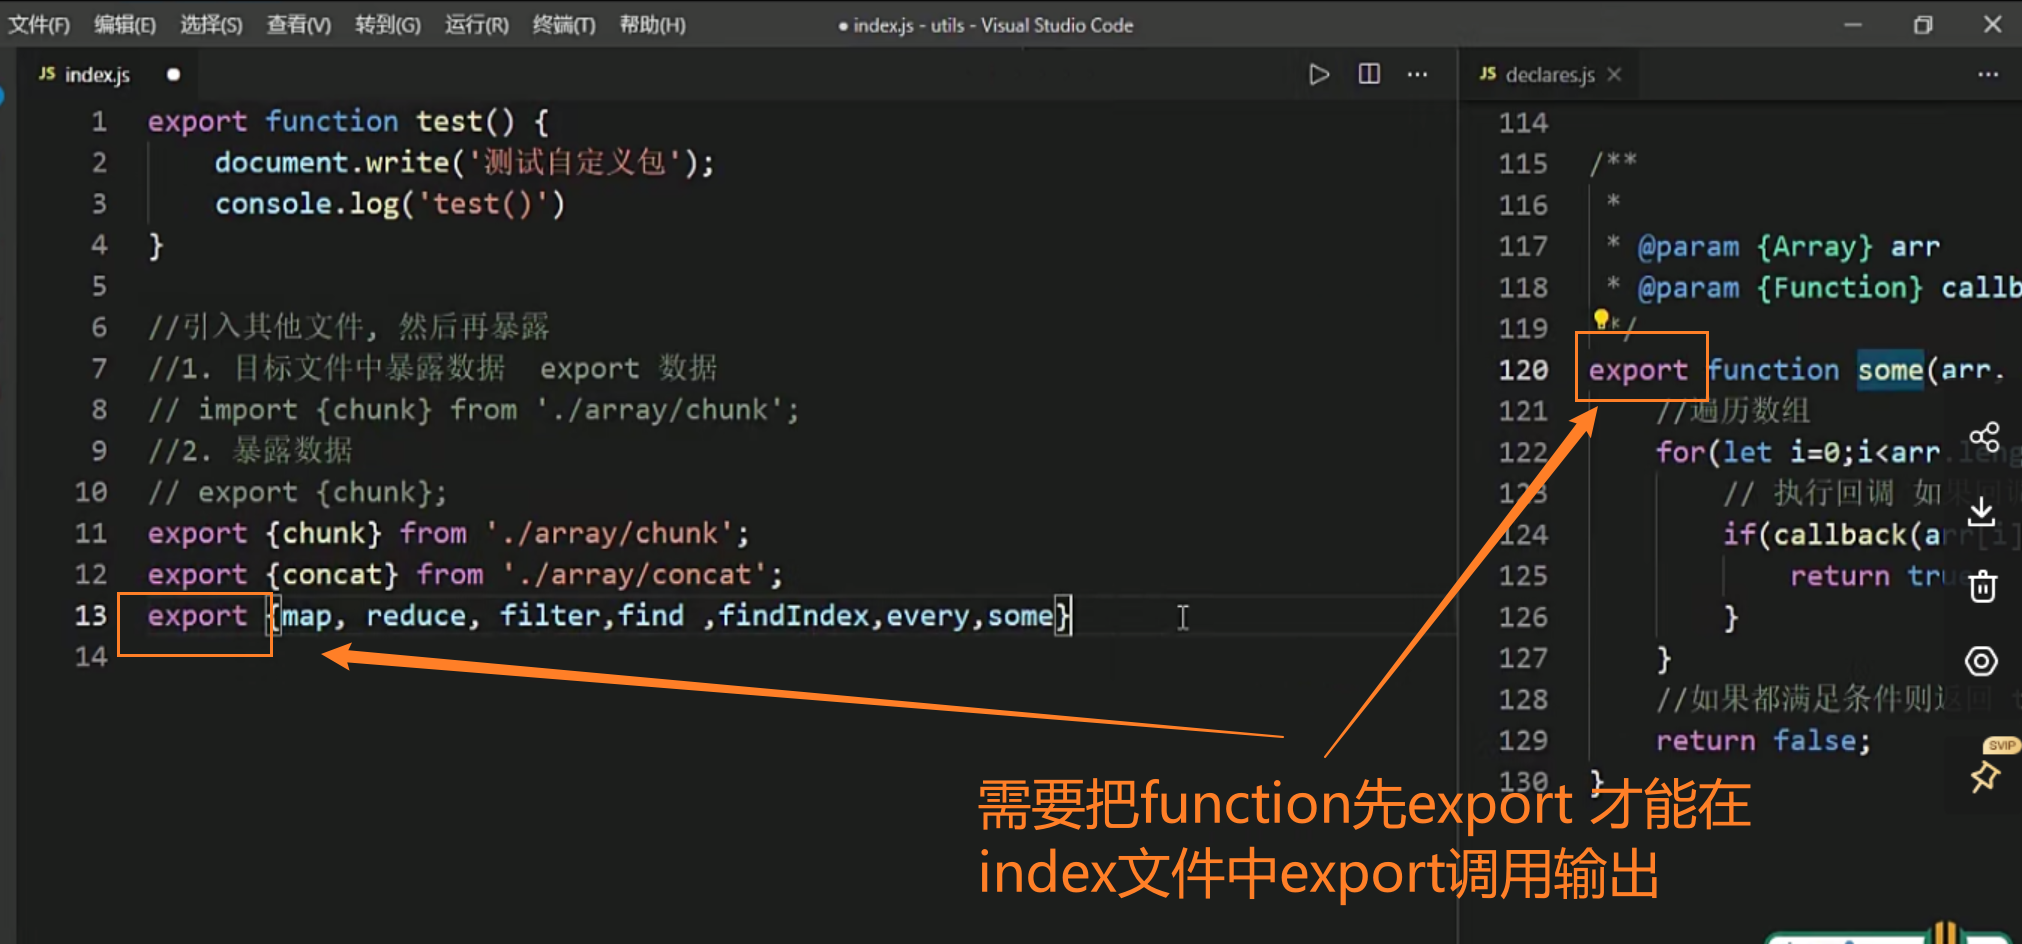 文件(F) 编辑(E) 选择(S) 查看(V) 转到(G) 运行(R) 终端(T) 帮助(H) ● index.js - utils - Visual Studio Code
JS index.js ●
1 export function test() {
2 document.write('测试自定义包');
3 console.log('test()')
4 }
5
6 //引入其他文件, 然后再暴露
7 //1. 目标文件中暴露数据 export 数据
8 // import {chunk} from './array/chunk';
9 //2. 暴露数据
10 // export {chunk};
11 export {chunk} from './array/chunk';
12 export {concat} from './array/concat';
13 export {map, reduce, filter,find ,findIndex,every,some}
14
JS declares.js
114
115 /**
116 *
117 * @param {Array} arr
118 * @param {Function} callb
119 */
120 export function some(arr,
121 //遍历数组
122 for(let i=0;i<arr.leng
123 // 执行回调 如果回调
124 if(callback(arr[i]
125 return true
126 }
127 }
128 //如果都满足条件则返回
129 return false;
130 }
需要把function先export 才能在
index文件中export调用输出
SVIP